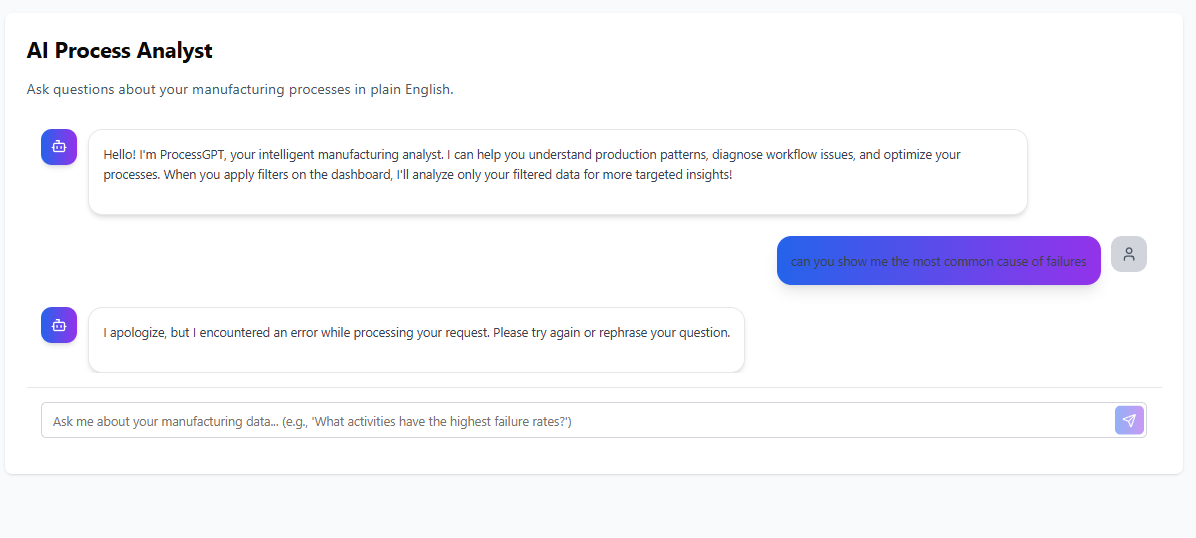 AI Process Analyst
Ask questions about your manufacturing processes in plain English.
Hello! I'm ProcessGPT, your intelligent manufacturing analyst. I can help you understand production patterns, diagnose workflow issues, and optimize your
processes. When you apply filters on the dashboard, I'll analyze only your filtered data for more targeted insights!
can you show me the most common cause of failures
I apologize, but I encountered an error while processing your request. Please try again or rephrase your question.
Ask me about your manufacturing data... (e.g., 'What activities have the highest failure rates?')